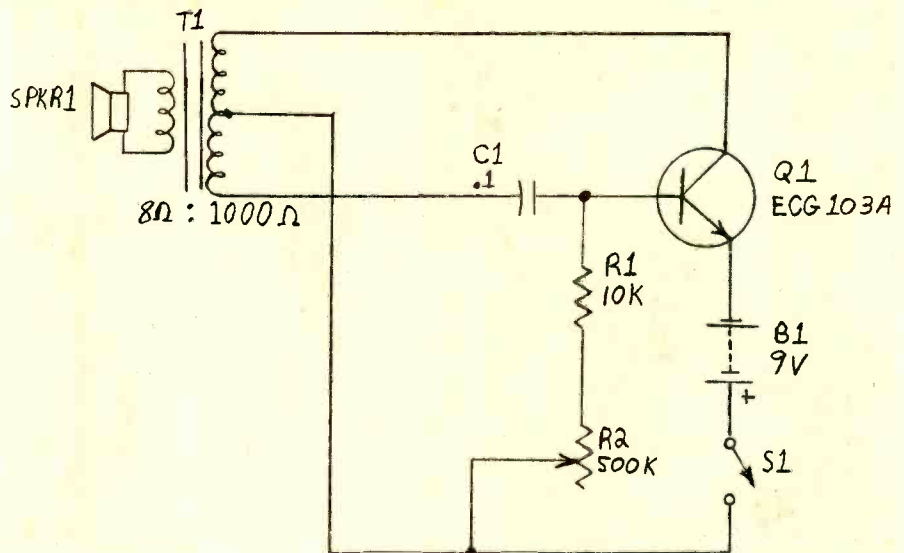 T1
SPKR1
8Ω : 1000Ω
C1
.1
Q1
ECG 103A
R1
10K
B1
9V
+
R2
500K
S1